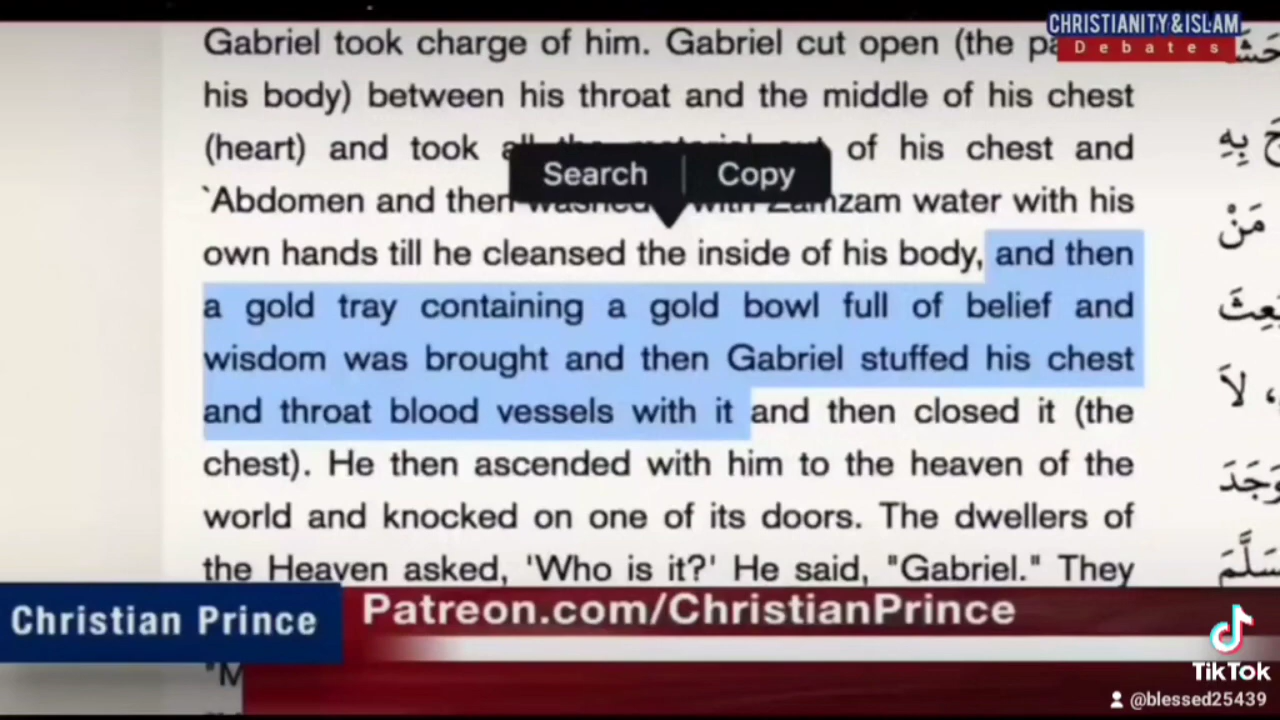 CHRISTIANITY & ISLAM
Debates
Gabriel took charge of him. Gabriel cut open (the
his body) between his throat and the middle of his chest
(heart) and took of his chest and
`Abdomen and then Zamzam water with his
own hands till he cleansed the inside of his body, and then
a gold tray containing a gold bowl full of belief and
wisdom was brought and then Gabriel stuffed his chest
and throat blood vessels with it and then closed it (the
chest). He then ascended with him to the heaven of the
world and knocked on one of its doors. The dwellers of
the Heaven asked, 'Who is it?' He said, "Gabriel." They
Search
Copy
بِهِ
مَنْ
لاَ
Christian Prince
Patreon.com/ChristianPrince
TikTok
@blessed25439